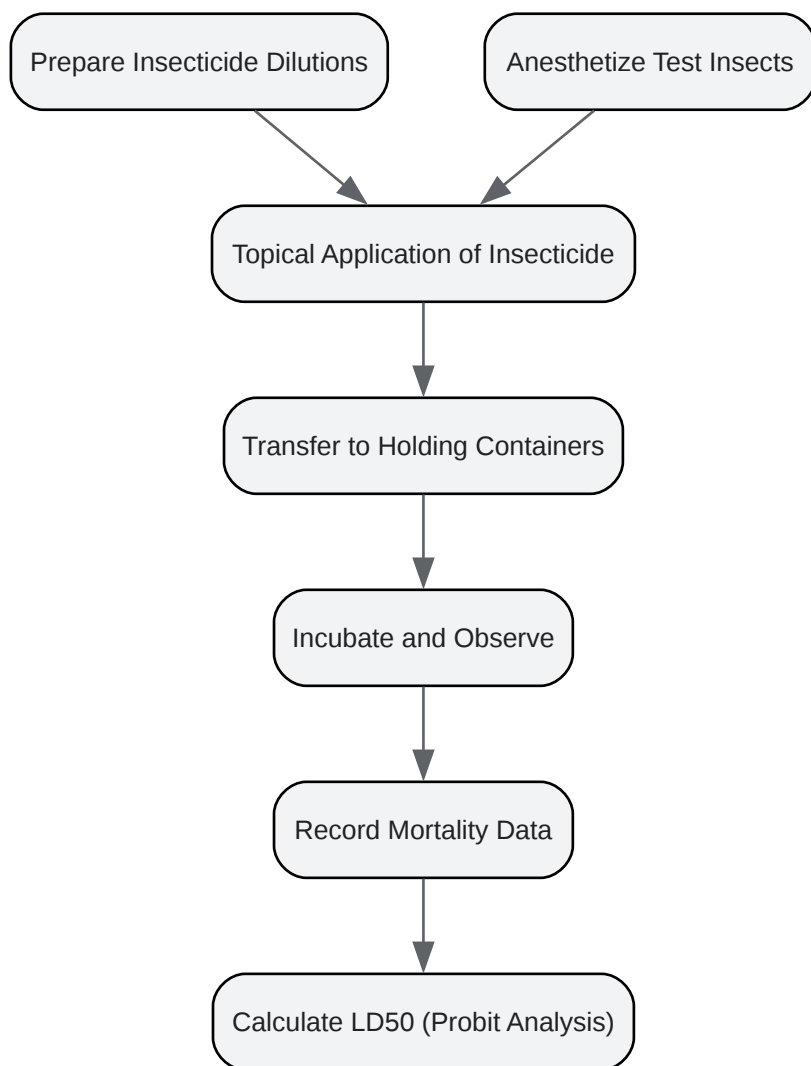 Prepare Insecticide Dilutions
Anesthetize Test Insects
Topical Application of Insecticide
Transfer to Holding Containers
Incubate and Observe
Record Mortality Data
Calculate LD50 (Probit Analysis)